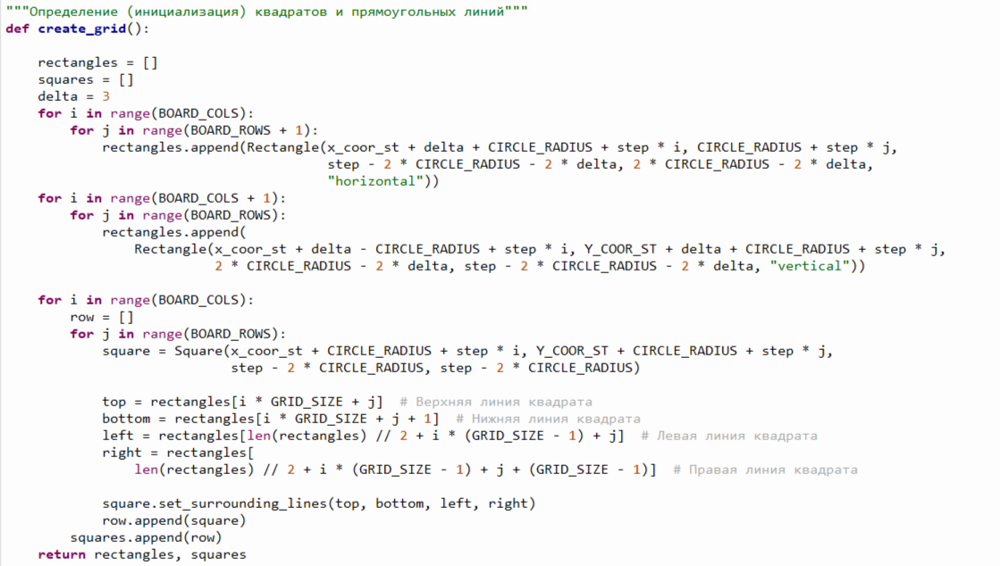 """Определение (инициализация) квадратов и прямоугольных линий"""
def create_grid():

    rectangles = []
    squares = []
    delta = 3
    for i in range(BOARD_COLS):
        for j in range(BOARD_ROWS + 1):
            rectangles.append(Rectangle(x_coor_st + delta + CIRCLE_RADIUS + step * i, CIRCLE_RADIUS + step * j,
                                        step - 2 * CIRCLE_RADIUS - 2 * delta, 2 * CIRCLE_RADIUS - 2 * delta,
                                        "horizontal"))
    for i in range(BOARD_COLS + 1):
        for j in range(BOARD_ROWS):
            rectangles.append(
                Rectangle(x_coor_st + delta - CIRCLE_RADIUS + step * i, Y_COOR_ST + delta + CIRCLE_RADIUS + step * j,
                          2 * CIRCLE_RADIUS - 2 * delta, step - 2 * CIRCLE_RADIUS - 2 * delta, "vertical"))

    for i in range(BOARD_COLS):
        row = []
        for j in range(BOARD_ROWS):
            square = Square(x_coor_st + CIRCLE_RADIUS + step * i, Y_COOR_ST + CIRCLE_RADIUS + step * j,
                            step - 2 * CIRCLE_RADIUS, step - 2 * CIRCLE_RADIUS)

            top = rectangles[i * GRID_SIZE + j]  # Верхняя линия квадрата
            bottom = rectangles[i * GRID_SIZE + j + 1]  # Нижняя линия квадрата
            left = rectangles[len(rectangles) // 2 + i * (GRID_SIZE - 1) + j]  # Левая линия квадрата
            right = rectangles[
                len(rectangles) // 2 + i * (GRID_SIZE - 1) + j + (GRID_SIZE - 1)]  # Правая линия квадрата

            square.set_surrounding_lines(top, bottom, left, right)
            row.append(square)
        squares.append(row)
    return rectangles, squares